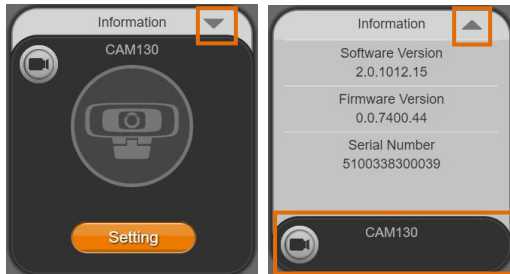 Information
CAM130
Setting
Information
Software Version
2.0.1012.15
Firmware Version
0.0.7400.44
Serial Number
5100338300039
CAM130